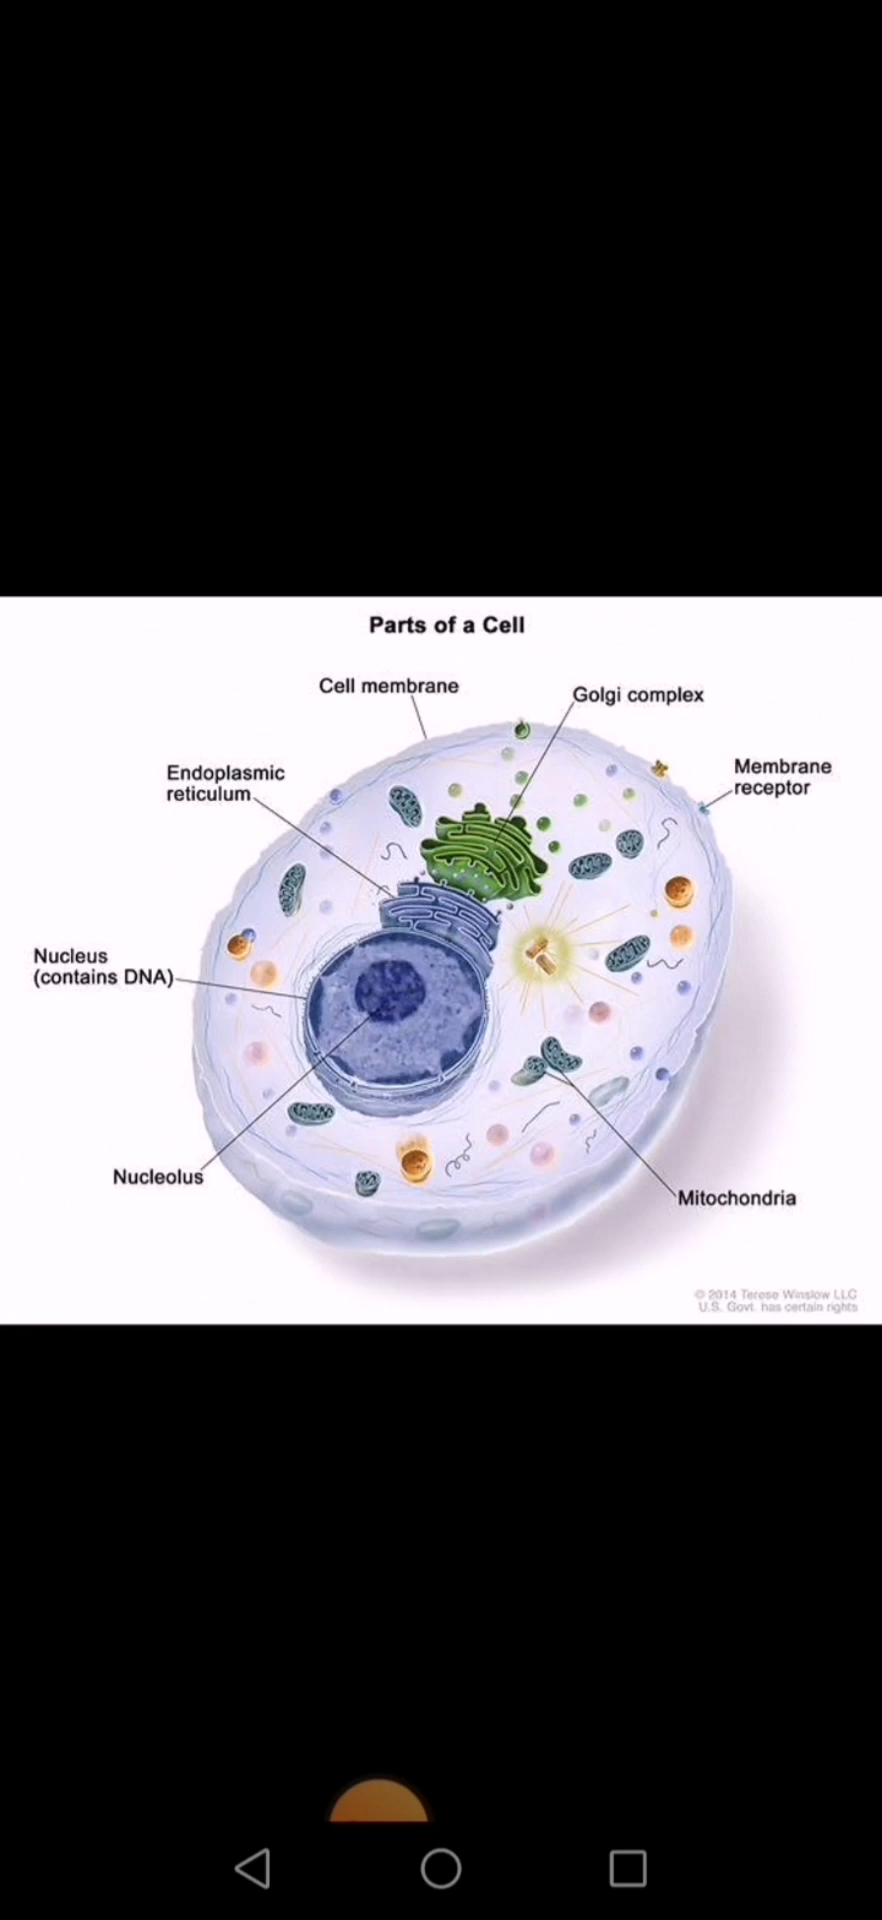 Parts of a Cell
Cell membrane
Golgi complex
Endoplasmic
reticulum
Membrane
receptor
Nucleus
(contains DNA)
Nucleolus
Mitochondria
© 2014 Terese Winslow LLC
U.S. Govt. has certain rights